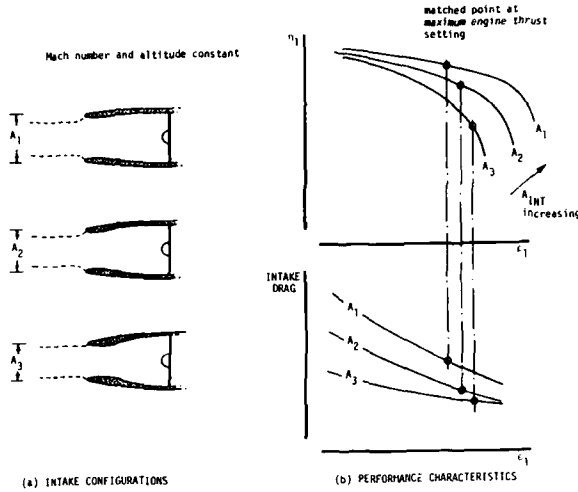 matched point at
maximum engine thrust
setting
Mach number and altitude constant
η1
A1
A2
A3
A1
A2
A3
AINT
increasing
ε1
INTAKE
DRAG
A1
A2
A3
ε1
(a) INTAKE CONFIGURATIONS
(b) PERFORMANCE CHARACTERISTICS